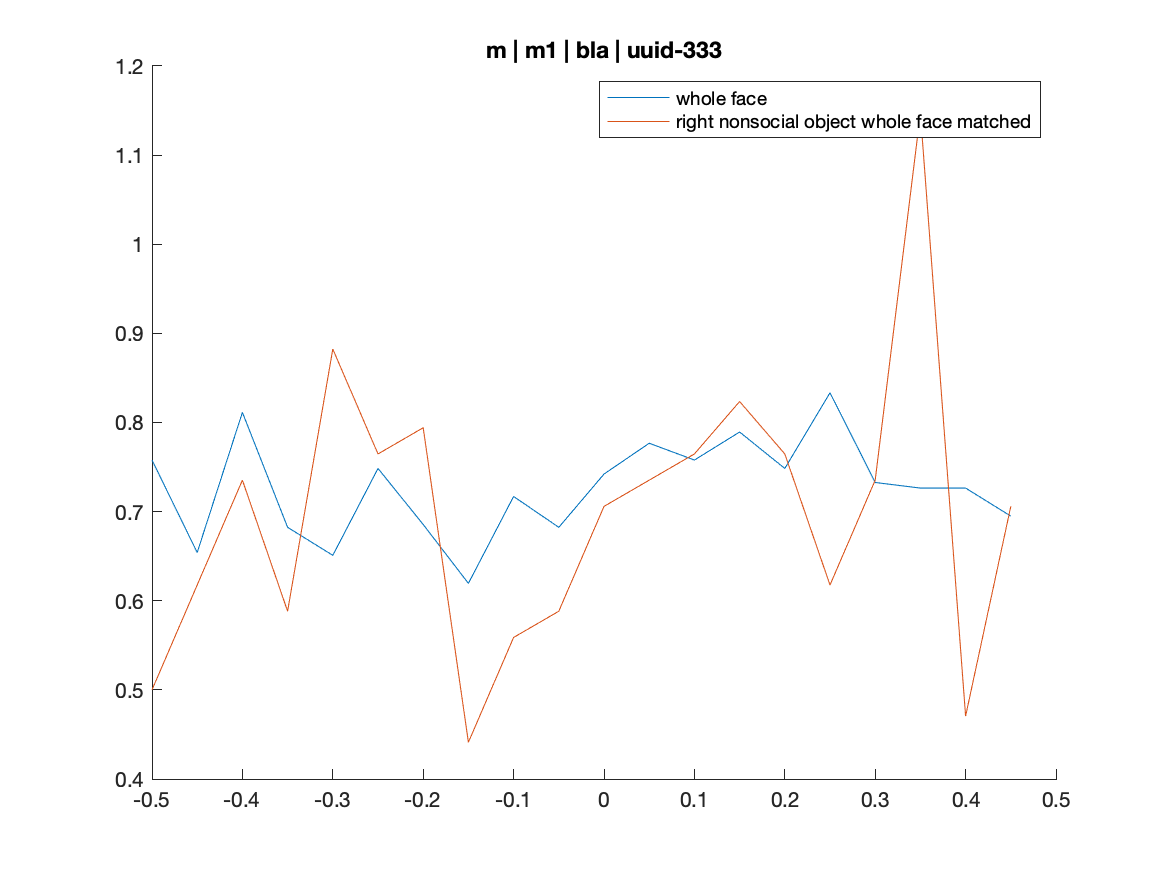 m | m1 | bla | uuid-333
1.2
whole face
right nonsocial object whole face matched
1.1
1
0.9
0.8
0.7
0.6
0.5
0.4
-0.5 -0.4 -0.3 -0.2 -0.1 0 0.1 0.2 0.3 0.4 0.5